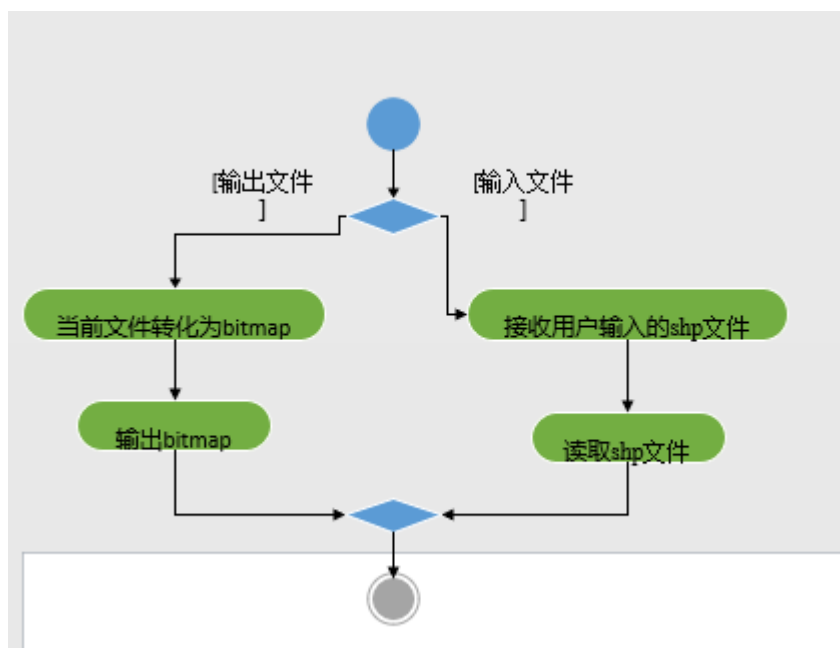 [输出文件
]
[输入文件
]
当前文件转化为bitmap
接收用户输入的shp文件
输出bitmap
读取shp文件